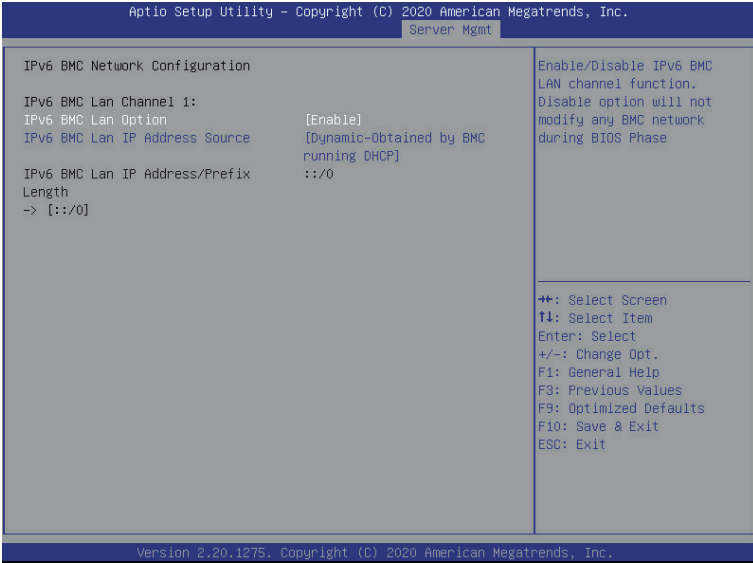 Aptio Setup Utility – Copyright (C) 2020 American Megatrends, Inc.
Server Mgmt
IPv6 BMC Network Configuration
IPv6 BMC Lan Channel 1:
IPv6 BMC Lan Option [Enable]
IPv6 BMC Lan IP Address Source [Dynamic-Obtained by BMC
running DHCP]
IPv6 BMC Lan IP Address/Prefix ::/0
Length
-> [::/0]
Enable/Disable IPv6 BMC
LAN channel function.
Disable option will not
modify any BMC network
during BIOS Phase
→←: Select Screen
↑↓: Select Item
Enter: Select
+/-: Change Opt.
F1: General Help
F3: Previous Values
F9: Optimized Defaults
F10: Save & Exit
ESC: Exit
Version 2.20.1275. Copyright (C) 2020 American Megatrends, Inc.